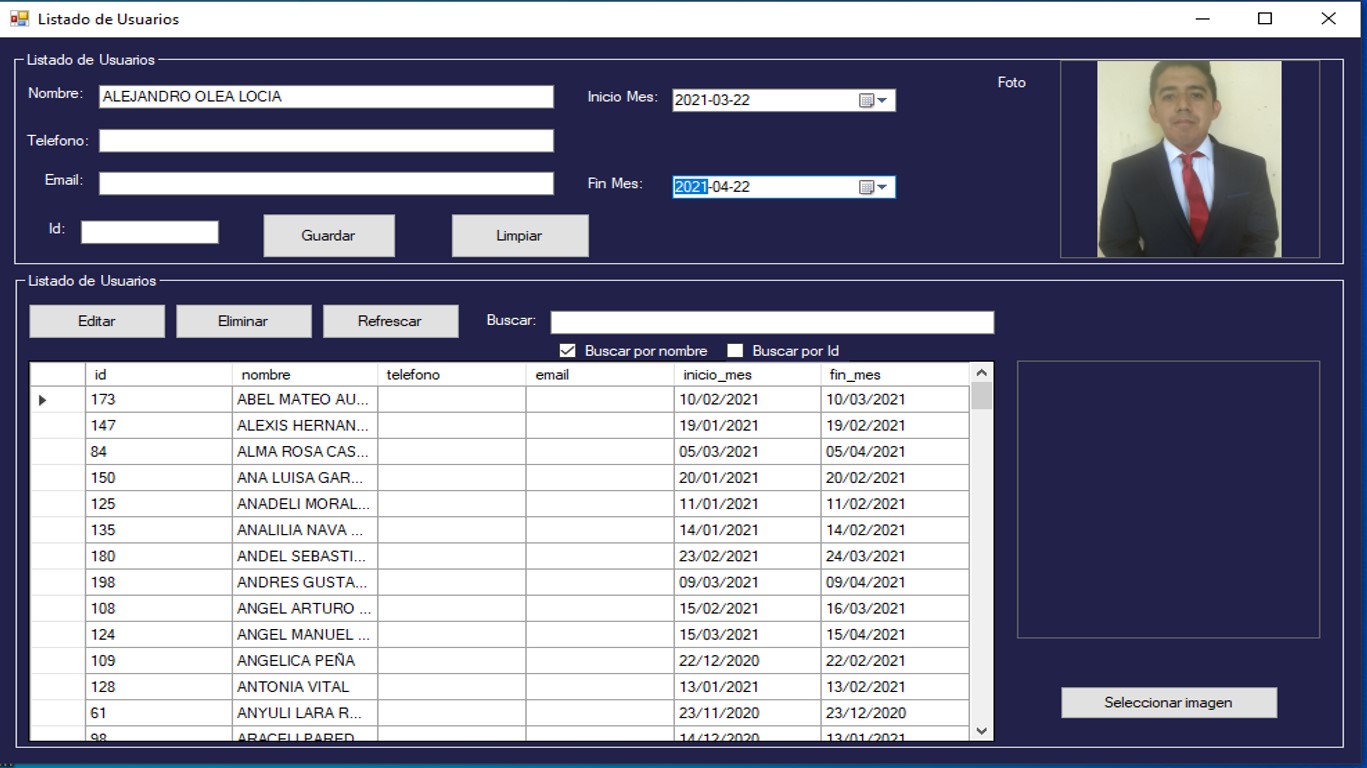 Listado de Usuarios
Listado de Usuarios
Nombre: ALEJANDRO OLEA LOCIA
Inicio Mes: 2021-03-22
Foto
Telefono:
Email:
Fin Mes: 2021-04-22
Id:
Guardar
Limpiar
Listado de Usuarios
Editar
Eliminar
Refrescar
Buscar:
Buscar por nombre
Buscar por Id
id nombre telefono email inicio_mes fin_mes
173 ABEL MATEO AU... 10/02/2021 10/03/2021
147 ALEXIS HERNAN... 19/01/2021 19/02/2021
84 ALMA ROSA CAS... 05/03/2021 05/04/2021
150 ANA LUISA GAR... 20/01/2021 20/02/2021
125 ANADELI MORAL... 11/01/2021 11/02/2021
135 ANALILIA NAVA ... 14/01/2021 14/02/2021
180 ANDEL SEBASTI... 23/02/2021 24/03/2021
198 ANDRES GUSTA... 09/03/2021 09/04/2021
108 ANGEL ARTURO ... 15/02/2021 16/03/2021
124 ANGEL MANUEL ... 15/03/2021 15/04/2021
109 ANGELICA PEÑA 22/12/2020 22/02/2021
128 ANTONIA VITAL 13/01/2021 13/02/2021
61 ANYULI LARA R... 23/11/2020 23/12/2020
98 ARACELI PARED 14/12/2020 13/01/2021
Seleccionar imagen